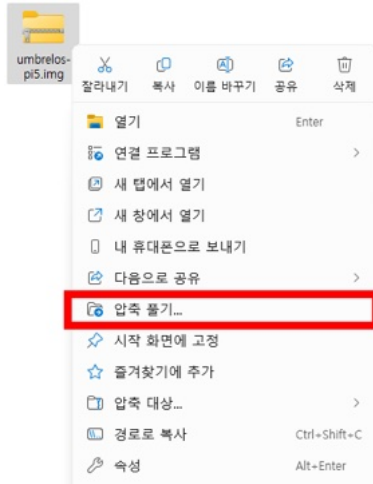 umbrelos-
pi5.img
잘라내기 복사 이름 바꾸기 공유 삭제
열기 Enter
연결 프로그램
새 탭에서 열기
새 창에서 열기
내 휴대폰으로 보내기
다음으로 공유
압축 풀기...
시작 화면에 고정
즐겨찾기에 추가
압축 대상...
경로로 복사 Ctrl+Shift+C
속성 Alt+Enter